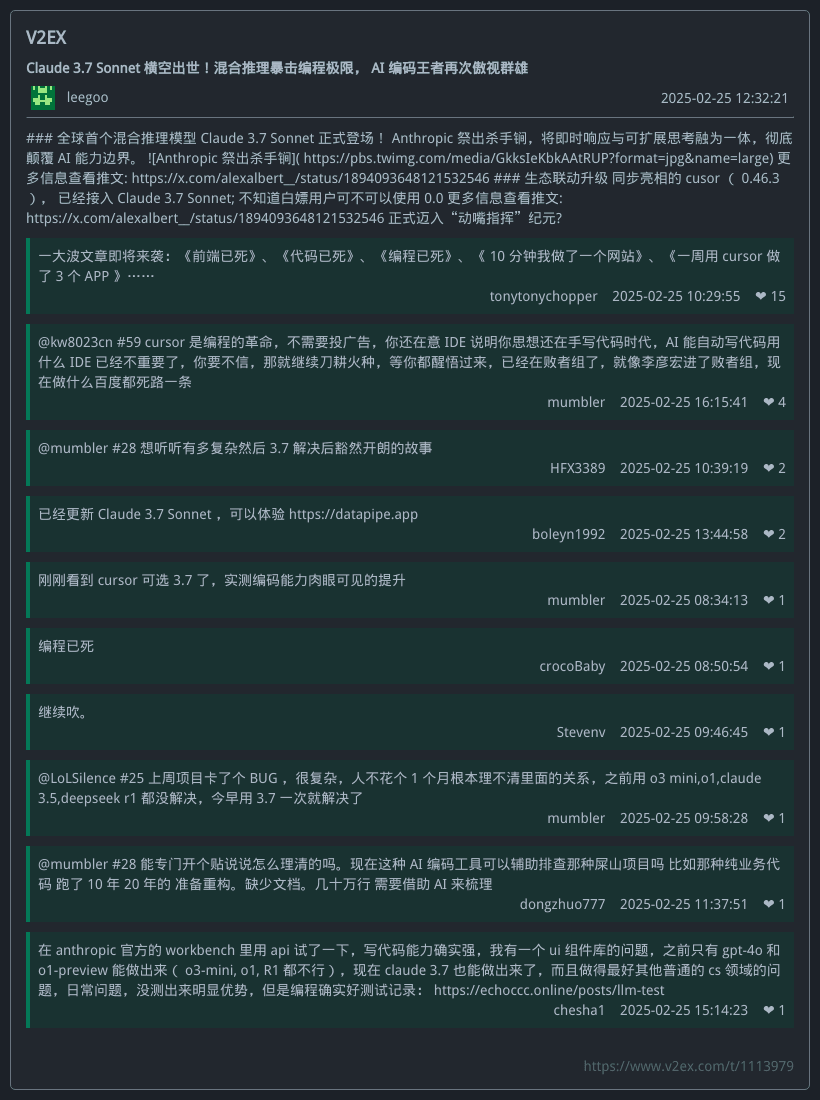 V2EX
Claude 3.7 Sonnet 横空出世！混合推理暴击编程极限， AI 编码王者再次傲视群雄
leegoo 2025-02-25 12:32:21
### 全球首个混合推理模型 Claude 3.7 Sonnet 正式登场！ Anthropic 祭出杀手锏，将即时响应与可扩展思考融为一体，彻底
颠覆 AI 能力边界。 ![Anthropic 祭出杀手锏]( https://pbs.twimg.com/media/GkksIeKbkAAtRUP?format=jpg&name=large) 更
多信息查看推文: https://x.com/alexalbert__/status/1894093648121532546 ### 生态联动升级 同步亮相的 cusor （ 0.46.3
）， 已经接入 Claude 3.7 Sonnet; 不知道白嫖用户可不可以使用 0.0 更多信息查看推文:
https://x.com/alexalbert__/status/1894093648121532546 正式迈入“动嘴指挥”纪元?
一大波文章即将来袭：《前端已死》、《代码已死》、《编程已死》、《 10 分钟我做了一个网站》、《一周用 cursor 做
了 3 个 APP 》……
tonytonychopper 2025-02-25 10:29:55 ❤ 15
@kw8023cn #59 cursor 是编程的革命，不需要投广告，你还在意 IDE 说明你思想还在手写代码时代，AI 能自动写代码用
什么 IDE 已经不重要了，你要不信，那就继续刀耕火种，等你都醒悟过来，已经在败者组了，就像李彦宏进了败者组，现
在做什么百度都死路一条
mumbler 2025-02-25 16:15:41 ❤ 4
@mumbler #28 想听听有多复杂然后 3.7 解决后豁然开朗的故事
HFX3389 2025-02-25 10:39:19 ❤ 2
已经更新 Claude 3.7 Sonnet ，可以体验 https://datapipe.app
boleyn1992 2025-02-25 13:44:58 ❤ 2
刚刚看到 cursor 可选 3.7 了，实测编码能力肉眼可见的提升
mumbler 2025-02-25 08:34:13 ❤ 1
编程已死
crocoBaby 2025-02-25 08:50:54 ❤ 1
继续吹。
Stevenv 2025-02-25 09:46:45 ❤ 1
@LoLSilence #25 上周项目卡了个 BUG ，很复杂，人不花个 1 个月根本理不清里面的关系，之前用 o3 mini,o1,claude
3.5,deepseek r1 都没解决，今早用 3.7 一次就解决了
mumbler 2025-02-25 09:58:28 ❤ 1
@mumbler #28 能专门开个贴说说怎么理清的吗。现在这种 AI 编码工具可以辅助排查那种屎山项目吗 比如那种纯业务代
码 跑了 10 年 20 年的 准备重构。缺少文档。几十万行 需要借助 AI 来梳理
dongzhuo777 2025-02-25 11:37:51 ❤ 1
在 anthropic 官方的 workbench 里用 api 试了一下，写代码能力确实强，我有一个 ui 组件库的问题，之前只有 gpt-4o 和
o1-preview 能做出来（ o3-mini, o1, R1 都不行），现在 claude 3.7 也能做出来了，而且做得最好其他普通的 cs 领域的问
题，日常问题，没测出来明显优势，但是编程确实好测试记录： https://echoccc.online/posts/llm-test
chesha1 2025-02-25 15:14:23 ❤ 1
https://www.v2ex.com/t/1113979